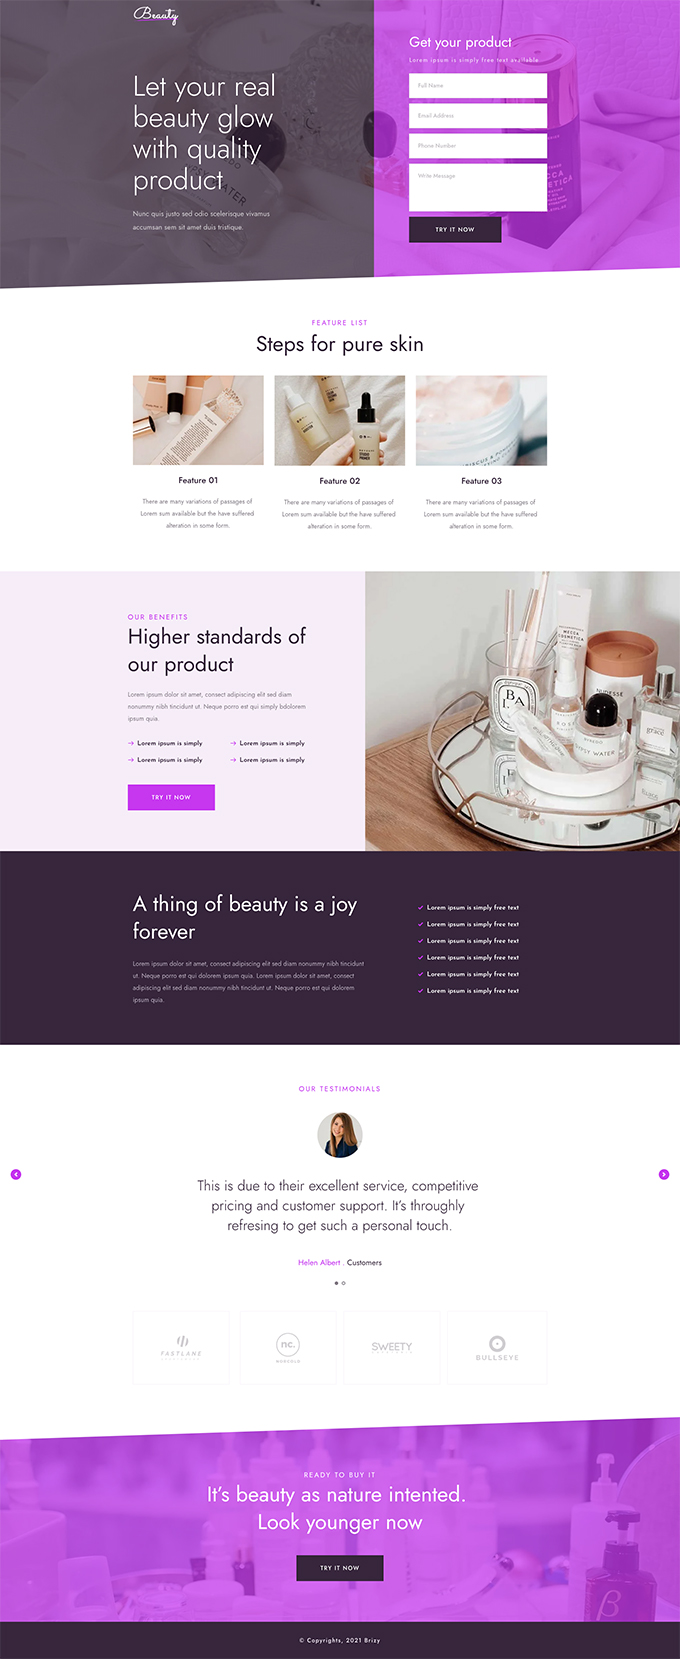 Beauty
Let your real
beauty glow
with quality
product
Nunc quis justo sed odio scelerisque vivamus
accumsan sem sit amet duis tristique.
Get your product
Lorem ipsum is simply free text available
Full Name
Email Address
Phone Number
Write Message
TRY IT NOW
FEATURE LIST
Steps for pure skin
Feature 01
There are many variations of passages of
Lorem sum available but the have suffered
alteration in some form.
Feature 02
There are many variations of passages of
Lorem sum available but the have suffered
alteration in some form.
Feature 03
There are many variations of passages of
Lorem sum available but the have suffered
alteration in some form.
OUR BENEFITS
Higher standards of
our product
Lorem ipsum dolor sit amet, consect adipiscing elit sed diam
nonummy nibh tincidunt ut. Neque porro est qui simply bdolorem
ipsum quia.
Lorem ipsum is simply
Lorem ipsum is simply
Lorem ipsum is simply
Lorem ipsum is simply
TRY IT NOW
MECCA
COSMETICA
BYREDO
GYPSY WATER
grace
A thing of beauty is a joy
forever
Lorem ipsum dolor sit amet, consect adipiscing elit sed diam nonummy nibh tincidunt
ut. Neque porro est qui dolorem ipsum quia. Lorem ipsum dolor sit amet, consect
adipiscing elit sed diam nonummy nibh tincidunt ut. Neque porro est qui dolorem
ipsum quia.
Lorem ipsum is simply free text
Lorem ipsum is simply free text
Lorem ipsum is simply free text
Lorem ipsum is simply free text
Lorem ipsum is simply free text
Lorem ipsum is simply free text
OUR TESTIMONIALS
This is due to their excellent service, competitive
pricing and customer support. It's throughly
refresing to get such a personal touch.
Helen Albert . Customers
FASTLANE
nc.
SWEETY
BULLSEYE
READY TO BUY IT
It's beauty as nature intented.
Look younger now
TRY IT NOW
© Copyrights, 2021 Brizy